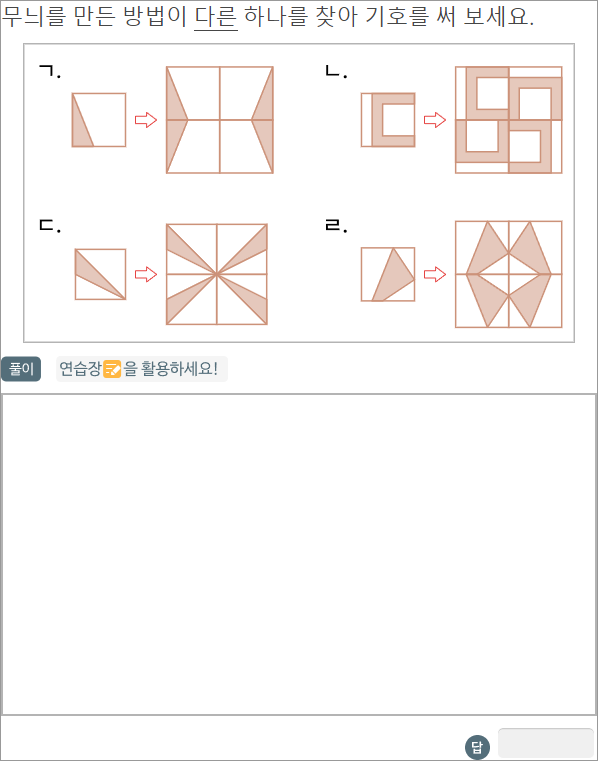 무늬를 만든 방법이 다른 하나를 찾아 기호를 써 보세요.
ㄱ.
ㄴ.
ㄷ.
ㄹ.
풀이 연습장을 활용하세요!
답